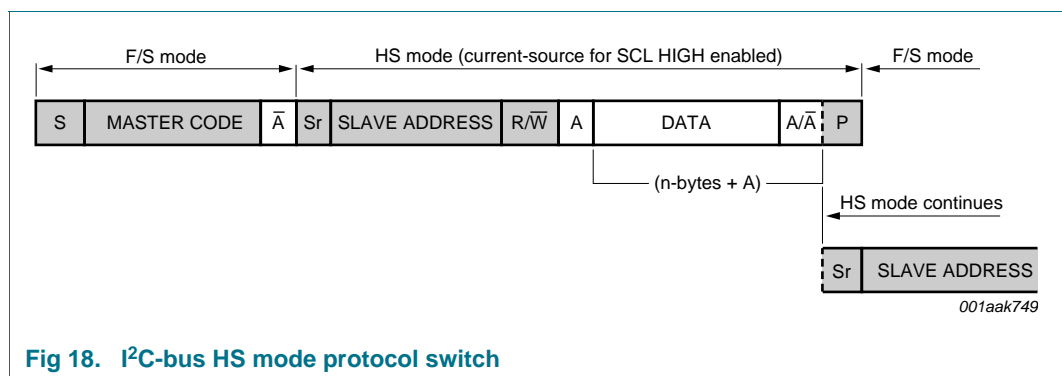 F/S mode HS mode (current-source for SCL HIGH enabled) F/S mode
S MASTER CODE A̅ Sr SLAVE ADDRESS R/W̅ A DATA A/A̅ P
(n-bytes + A)
HS mode continues
Sr SLAVE ADDRESS
001aak749
Fig 18. I²C-bus HS mode protocol switch